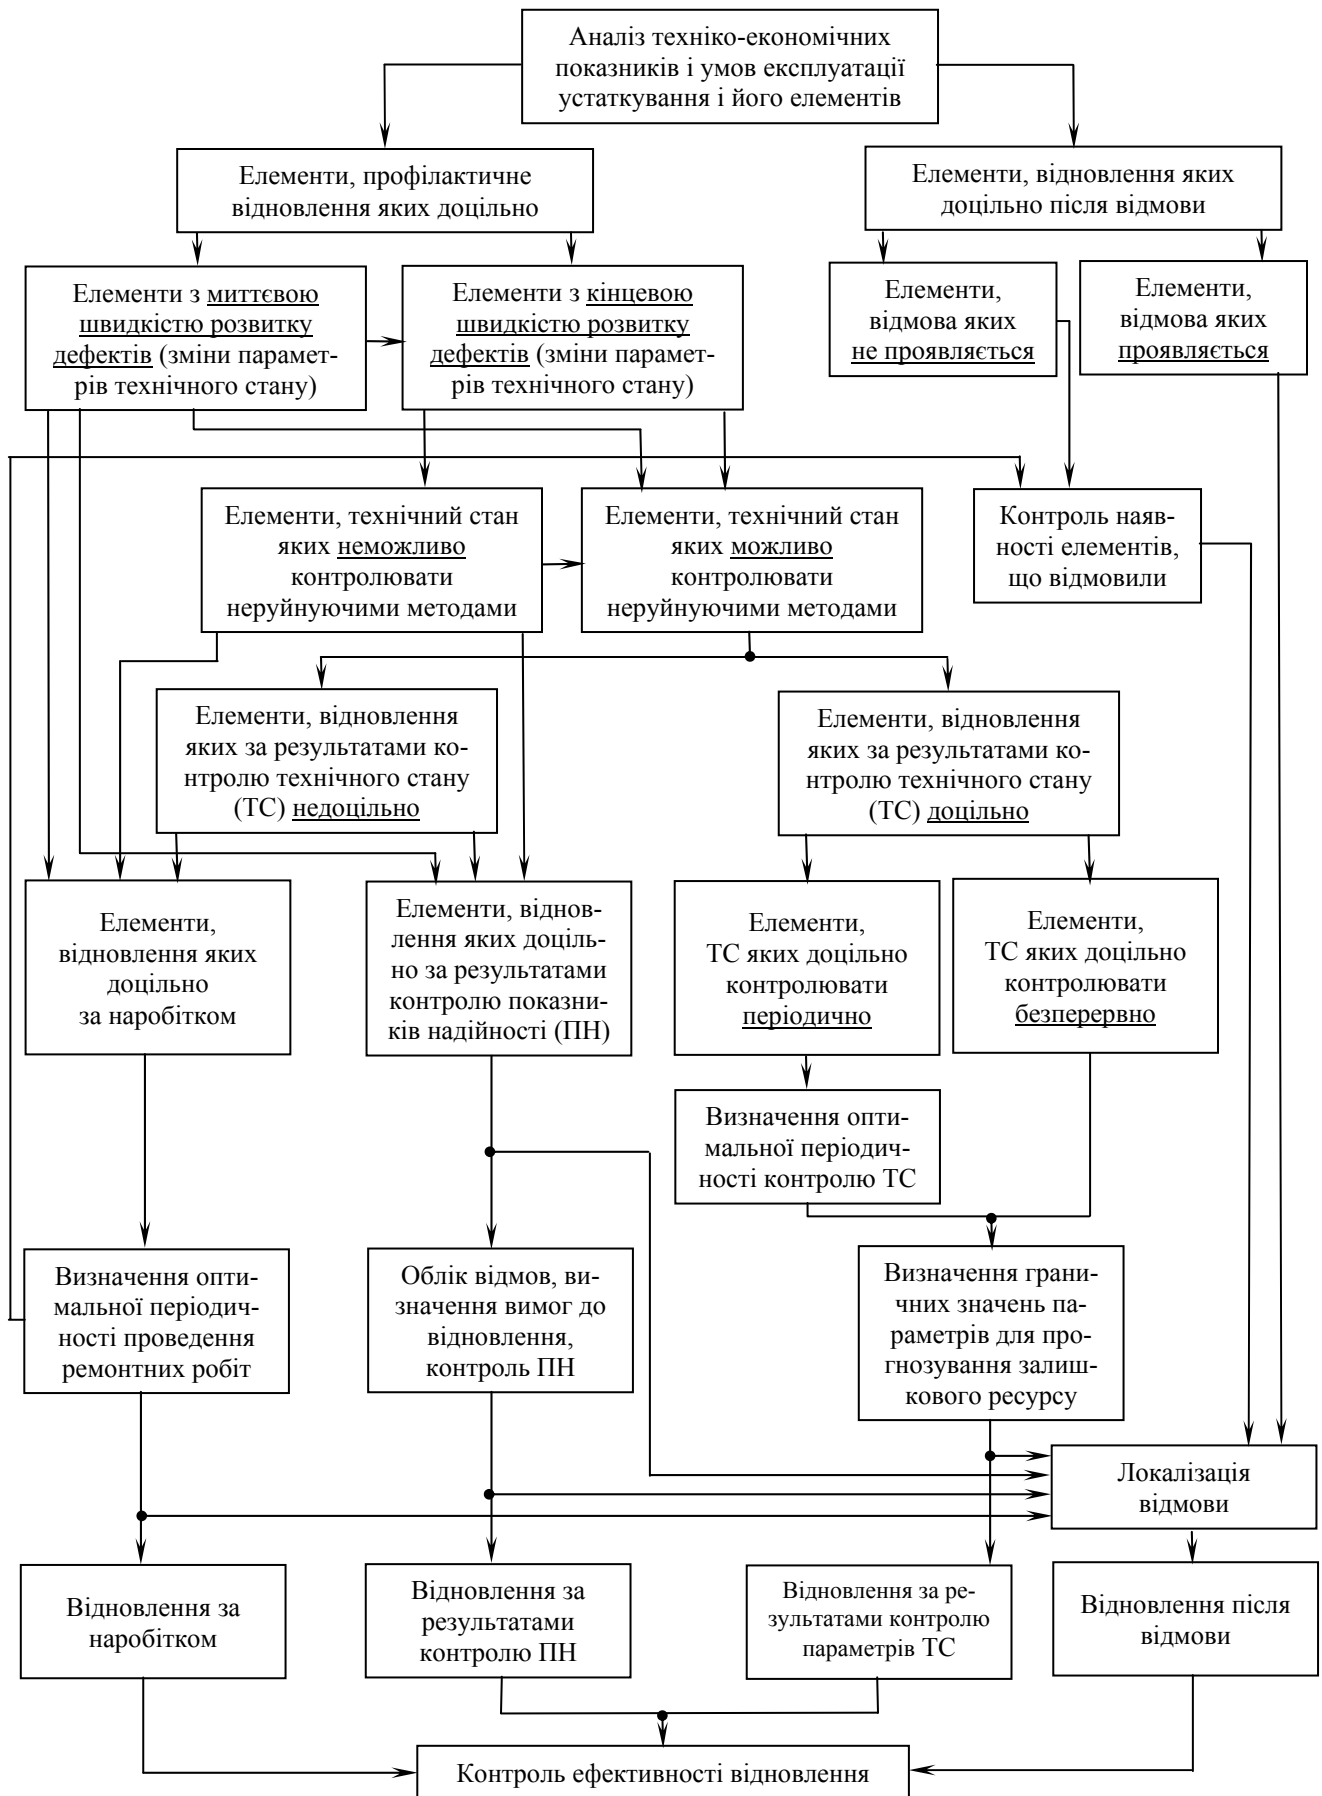 Аналіз техніко-економічних
показників і умов експлуатації
устаткування і його елементів
Елементи, профілактичне
відновлення яких доцільно
Елементи, відновлення яких
доцільно після відмови
Елементи з миттєвою
швидкістю розвитку
дефектів (зміни парамет-
рів технічного стану)
Елементи з кінцевою
швидкістю розвитку
дефектів (зміни парамет-
рів технічного стану)
Елементи,
відмова яких
не проявляється
Елементи,
відмова яких
проявляється
Елементи, технічний стан
яких неможливо
контролювати
неруйнуючими методами
Елементи, технічний стан
яких можливо
контролювати
неруйнуючими методами
Контроль наяв-
ності елементів,
що відмовили
Елементи, відновлення
яких за результатами ко-
нтролю технічного стану
(ТС) недоцільно
Елементи, відновлення
яких за результатами ко-
нтролю технічного стану
(ТС) доцільно
Елементи,
відновлення яких
доцільно
за наробітком
Елементи, віднов-
лення яких доціль-
но за результатами
контролю показни-
ків надійності (ПН)
Елементи,
ТС яких доцільно
контролювати
періодично
Елементи,
ТС яких доцільно
контролювати
безперервно
Визначення опти-
мальної періодич-
ності контролю ТС
Визначення опти-
мальної періодич-
ності проведення
ремонтних робіт
Облік відмов, ви-
значення вимог до
відновлення,
контроль ПН
Визначення грани-
чних значень па-
раметрів для про-
гнозування залиш-
кового ресурсу
Локалізація
відмови
Відновлення за
наробітком
Відновлення за
результатами
контролю ПН
Відновлення за ре-
зультатами контролю
параметрів ТС
Відновлення після
відмови
Контроль ефективності відновлення